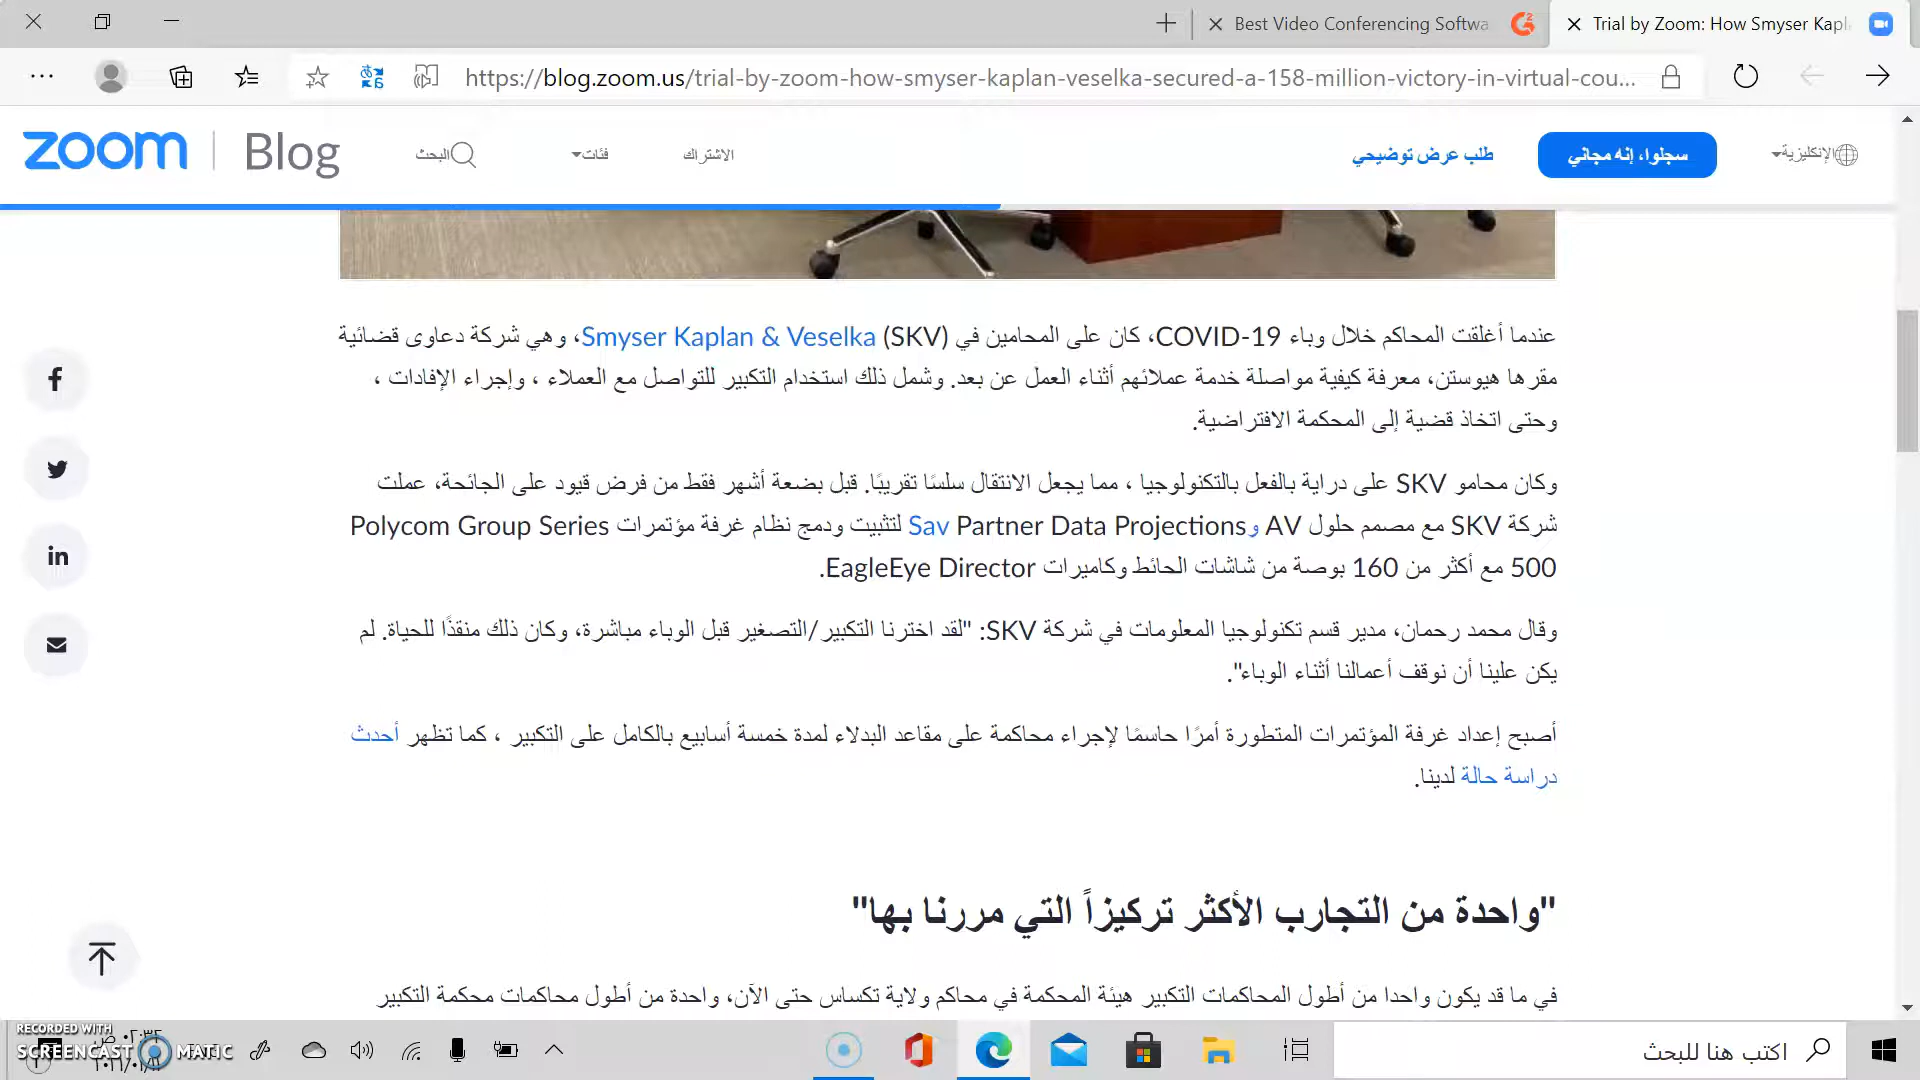 Best Video Conferencing Softwa
Trial by Zoom: How Smyser Kapl
https://blog.zoom.us/trial-by-zoom-how-smyser-kaplan-veselka-secured-a-158-million-victory-in-virtual-cou...
zoom | Blog
البحث
فئات
الاشتراك
طلب عرض توضيحي
سجلوا، إنه مجاني
الإنكليزية
عندما أغلقت المحاكم خلال وباء COVID-19، كان على المحامين في Smyser Kaplan & Veselka (SKV)، وهي شركة دعاوى قضائية
مقرها هيوستن، معرفة كيفية مواصلة خدمة عملائهم أثناء العمل عن بعد. وشمل ذلك استخدام التكبير للتواصل مع العملاء ، وإجراء الإفادات ،
وحتى اتخاذ قضية إلى المحكمة الافتراضية.
وكان محامو SKV على دراية بالفعل بالتكنولوجيا ، مما يجعل الانتقال سلسًا تقريبًا. قبل بضعة أشهر فقط من فرض قيود على الجائحة، عملت
شركة SKV مع مصمم حلول AV وSav Partner Data Projections لتثبيت ودمج نظام غرفة مؤتمرات Polycom Group Series
500 مع أكثر من 160 بوصة من شاشات الحائط وكاميرات EagleEye Director.
وقال محمد رحمان، مدير قسم تكنولوجيا المعلومات في شركة SKV: "لقد اخترنا التكبير/التصغير قبل الوباء مباشرة، وكان ذلك منقذًا للحياة. لم
يكن علينا أن نوقف أعمالنا أثناء الوباء".
أصبح إعداد غرفة المؤتمرات المتطورة أمرًا حاسمًا لإجراء محاكمة على مقاعد البدلاء لمدة خمسة أسابيع بالكامل على التكبير ، كما تظهر أحدث
دراسة حالة لدينا.
"واحدة من التجارب الأكثر تركيزاً التي مررنا بها"
في ما قد يكون واحدا من أطول المحاكمات التكبير هيئة المحكمة في محاكم ولاية تكساس حتى الآن، واحدة من أطول محاكمات محكمة التكبير
RECORDED WITH
SCREENCAST MATIC
اكتب هنا للبحث